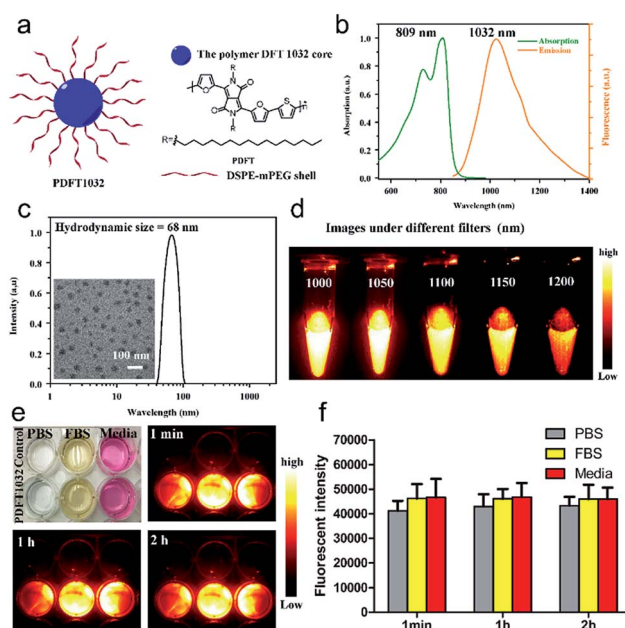 a
The polymer DFT 1032 core
R
N
O
O
O
S
n
O
N
R
R=
PDFT
PDFT1032
DSPE-mPEG shell
b
809 nm
1032 nm
Absorption
Emission
Absorption (a.u.)
Fluorescence (a.u.)
1.0
0.8
0.6
0.4
0.2
0.0
600
800
1000
1200
1400
Wavelength (nm)
c
Hydrodynamic size = 68 nm
Intensity (a,u)
1.0
0.8
0.6
0.4
0.2
0.0
100 nm
1
10
100
1000
Wavelength (nm)
d
Images under different filters (nm)
1000
1050
1100
1150
1200
high
Low
e
PBS
FBS
Media
Control
PDFT1032
1 min
1 h
2 h
high
Low
f
Fluorescent intensity
70000
60000
50000
40000
30000
20000
10000
0
PBS
FBS
Media
1min
1h
2h